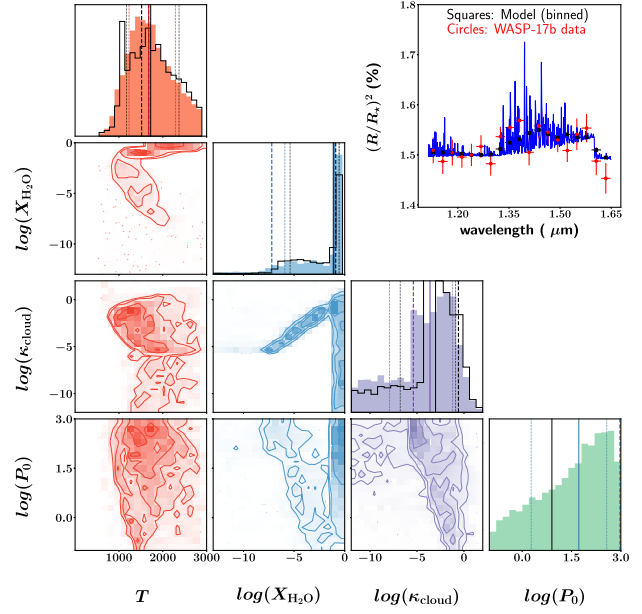 Squares: Model (binned)
Circles: WASP-17b data
(R/R⋆)² (%)
1.8
1.7
1.6
1.5
1.4
1.20 1.35 1.50 1.65
wavelength ( μm)
log(X_H₂O)
0
−5
−10
log(κ_cloud)
0
−5
−10
log(P₀)
3.0
1.5
0.0
1000 2000 3000 −10 −5 0 −10 −5 0 0.0 1.5 3.0
T log(X_H₂O) log(κ_cloud) log(P₀)